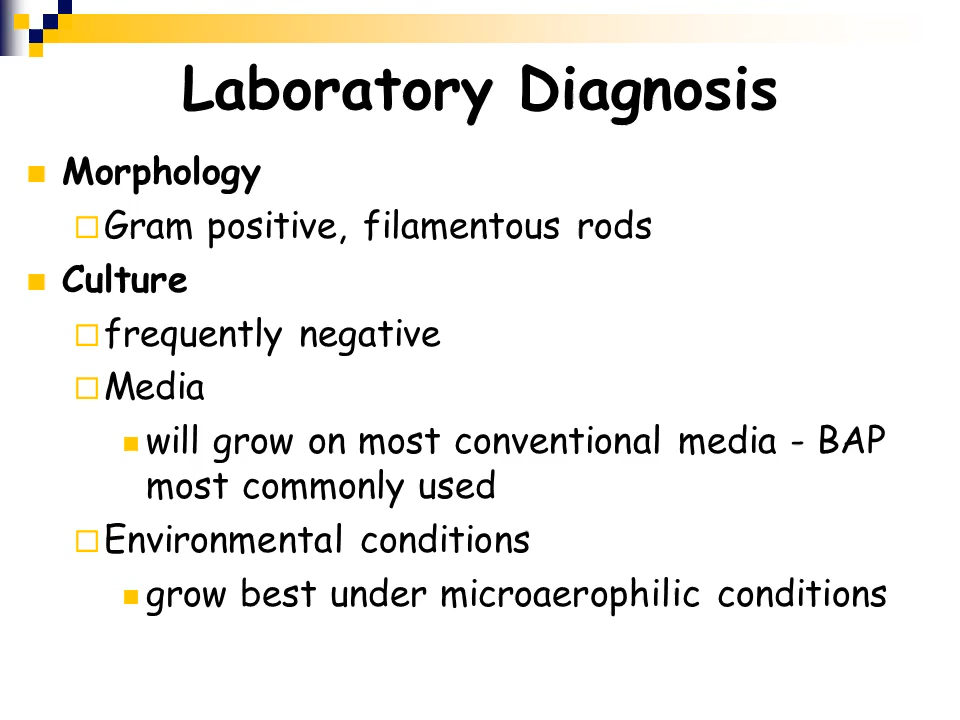 Laboratory Diagnosis
Morphology
Gram positive, filamentous rods
Culture
frequently negative
Media
will grow on most conventional media - BAP
most commonly used
Environmental conditions
grow best under microaerophilic conditions